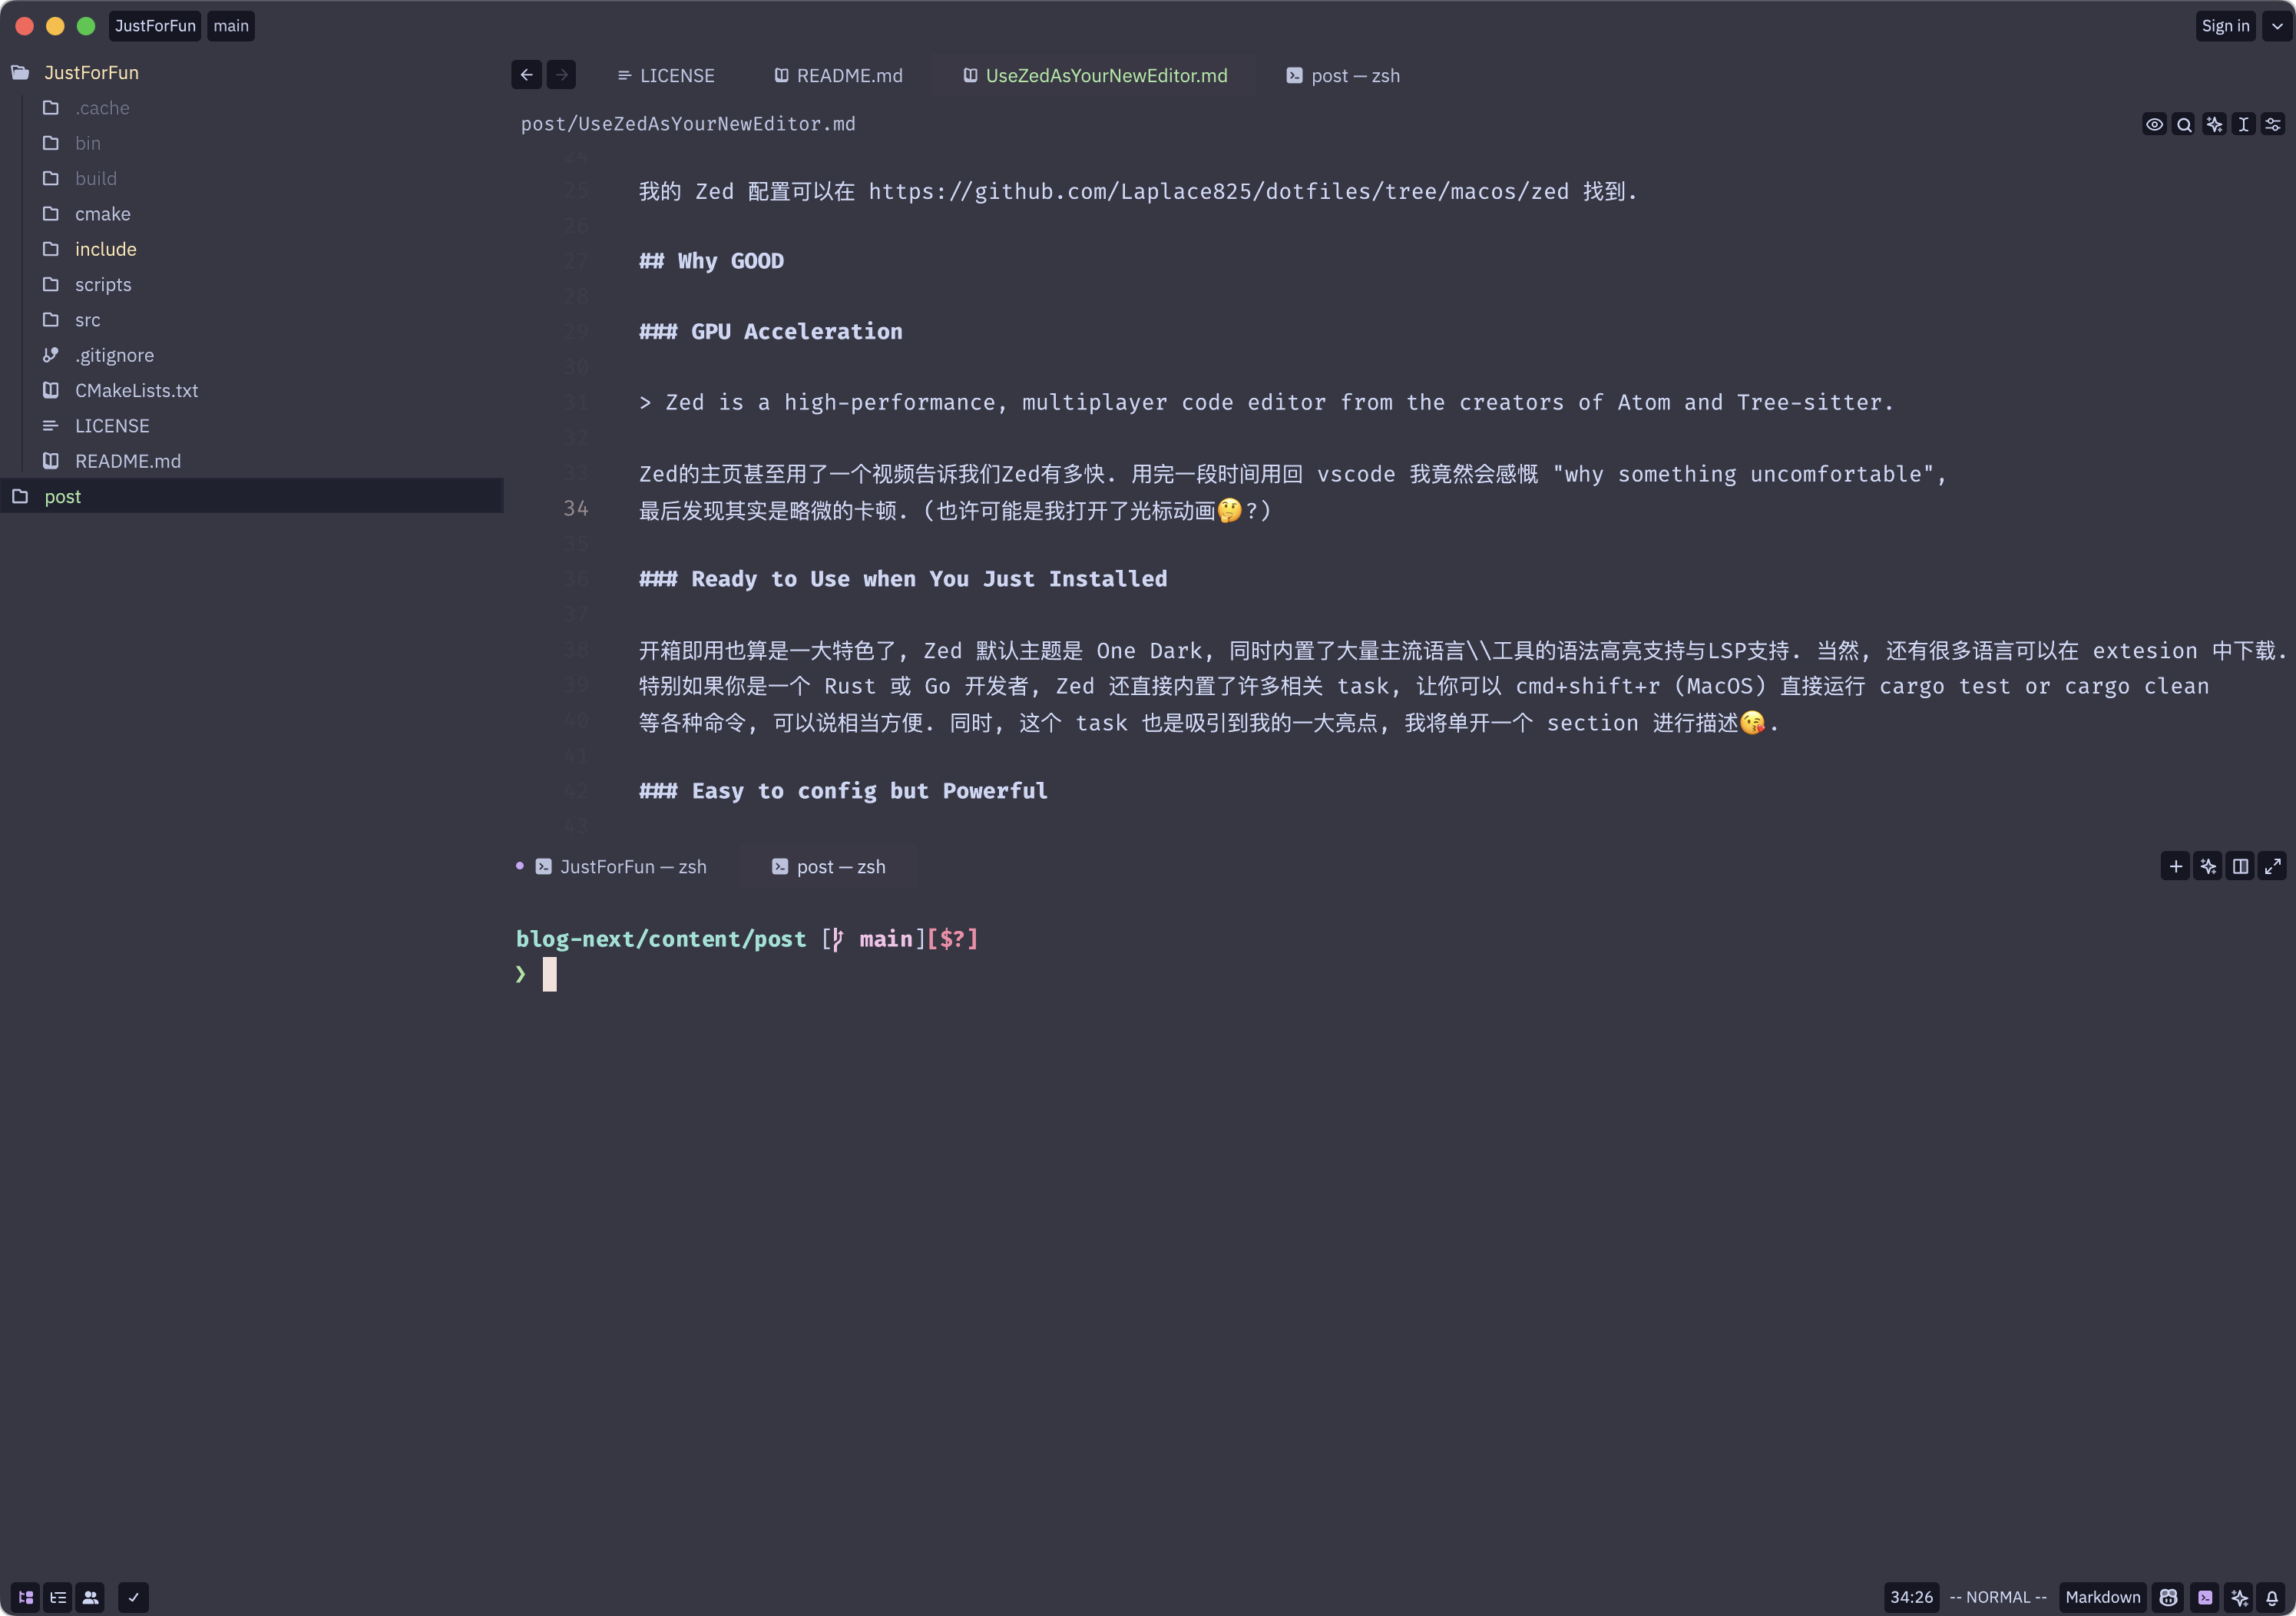 JustForFun main Sign in
JustForFun
.cache
bin
build
cmake
include
scripts
src
.gitignore
CMakeLists.txt
LICENSE
README.md
post
LICENSE README.md UseZedAsYourNewEditor.md post — zsh
post/UseZedAsYourNewEditor.md
24
25 我的 Zed 配置可以在 https://github.com/Laplace825/dotfiles/tree/macos/zed 找到.
26
27 ## Why GOOD
28
29 ### GPU Acceleration
30
31 > Zed is a high-performance, multiplayer code editor from the creators of Atom and Tree-sitter.
32
33 Zed的主页甚至用了一个视频告诉我们Zed有多快. 用完一段时间用回 vscode 我竟然会感慨 "why something uncomfortable",
34 最后发现其实是略微的卡顿. (也许可能是我打开了光标动画🤔?)
35
36 ### Ready to Use when You Just Installed
37
38 开箱即用也算是一大特色了, Zed 默认主题是 One Dark, 同时内置了大量主流语言\\工具的语法高亮支持与LSP支持. 当然, 还有很多语言可以在 extesion 中下载.
39 特别如果你是一个 Rust 或 Go 开发者, Zed 还直接内置了许多相关 task, 让你可以 cmd+shift+r (MacOS) 直接运行 cargo test or cargo clean
40 等各种命令, 可以说相当方便. 同时, 这个 task 也是吸引到我的一大亮点, 我将单开一个 section 进行描述😘.
41
42 ### Easy to config but Powerful
43
JustForFun — zsh post — zsh
blog-next/content/post [ main][$?]
❯
34:26 -- NORMAL -- Markdown